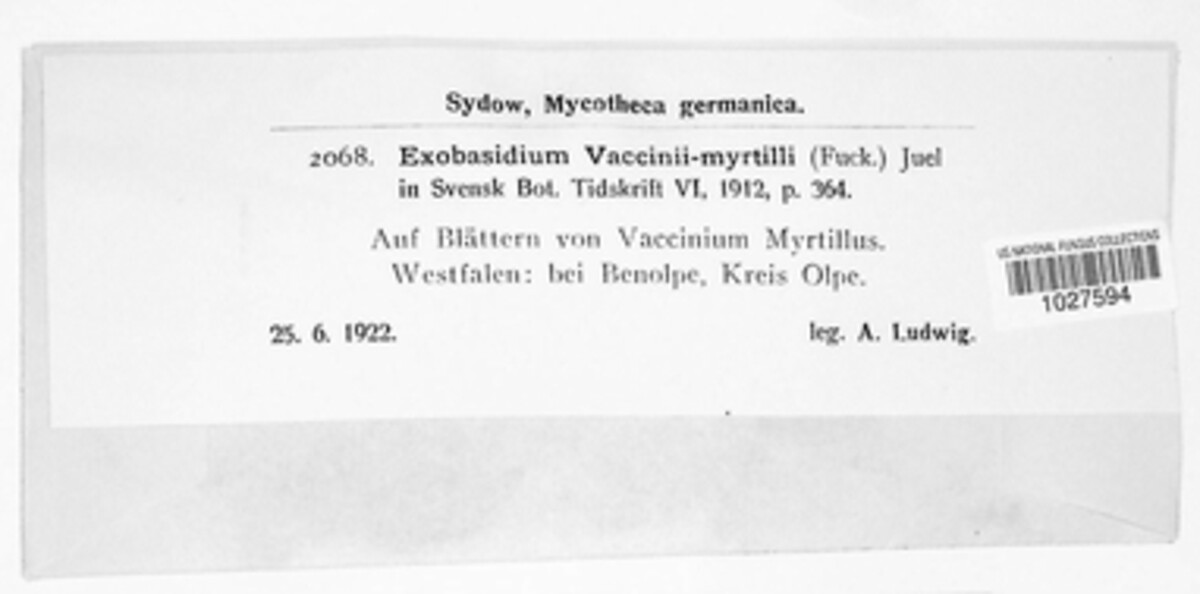 Sydow, Mycotheca germanica.
2068. Exobasidium Vaccinii-myrtilli (Fuck.) Juel
in Svensk Bot. Tidskrift VI, 1912, p. 364.
Auf Blättern von Vaccinium Myrtillus.
Westfalen: bei Benolpe, Kreis Olpe.
25. 6. 1922. leg. A. Ludwig.
US NATIONAL FUNGUS COLLECTIONS
1027594